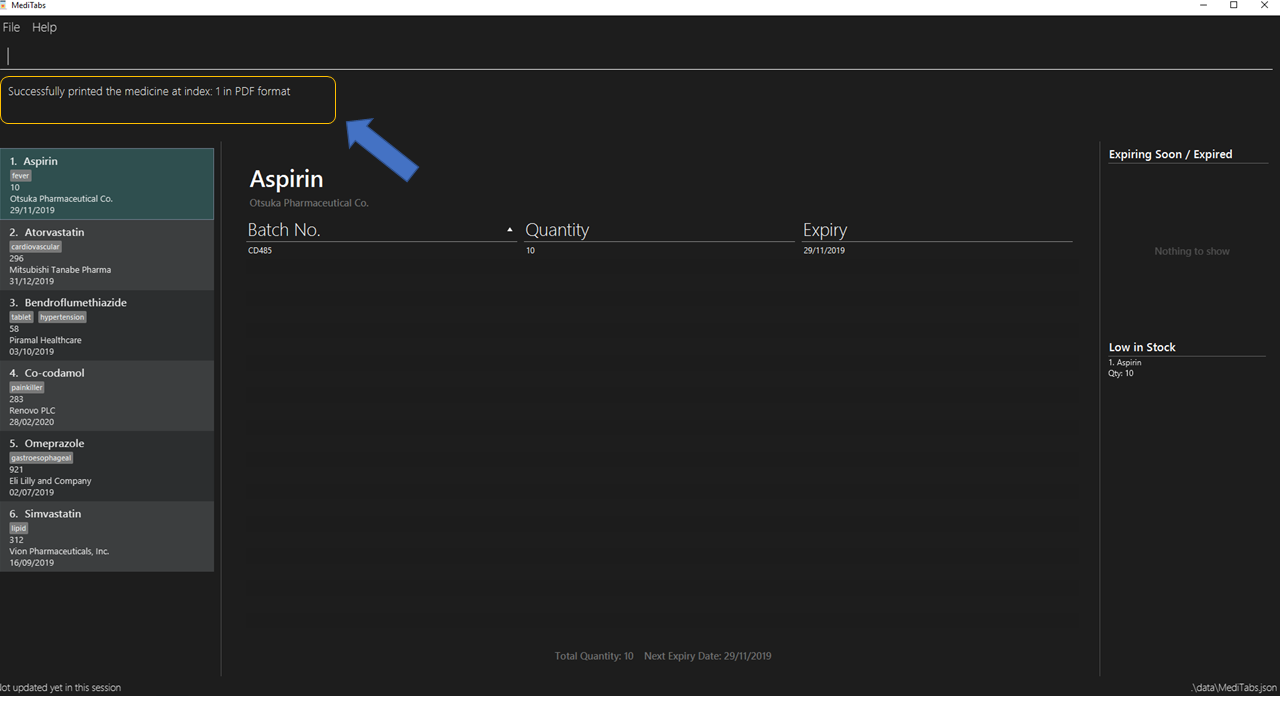 MediTabs
File Help
Successfully printed the medicine at index: 1 in PDF format
1. Aspirin
fever
10
Otsuka Pharmaceutical Co.
29/11/2019
2. Atorvastatin
cardiovascular
296
Mitsubishi Tanabe Pharma
31/12/2019
3. Bendroflumethiazide
tablet hypertension
58
Piramal Healthcare
03/10/2019
4. Co-codamol
painkiller
283
Renovo PLC
28/02/2020
5. Omeprazole
gastroesophageal
921
Eli Lilly and Company
02/07/2019
6. Simvastatin
lipid
312
Vion Pharmaceuticals, Inc.
16/09/2019
Aspirin
Otsuka Pharmaceutical Co.
Batch No. Quantity Expiry
CD485 10 29/11/2019
Total Quantity: 10 Next Expiry Date: 29/11/2019
Expiring Soon / Expired
Nothing to show
Low in Stock
1. Aspirin
Qty: 10
lot updated yet in this session
.\data\MediTabs.json